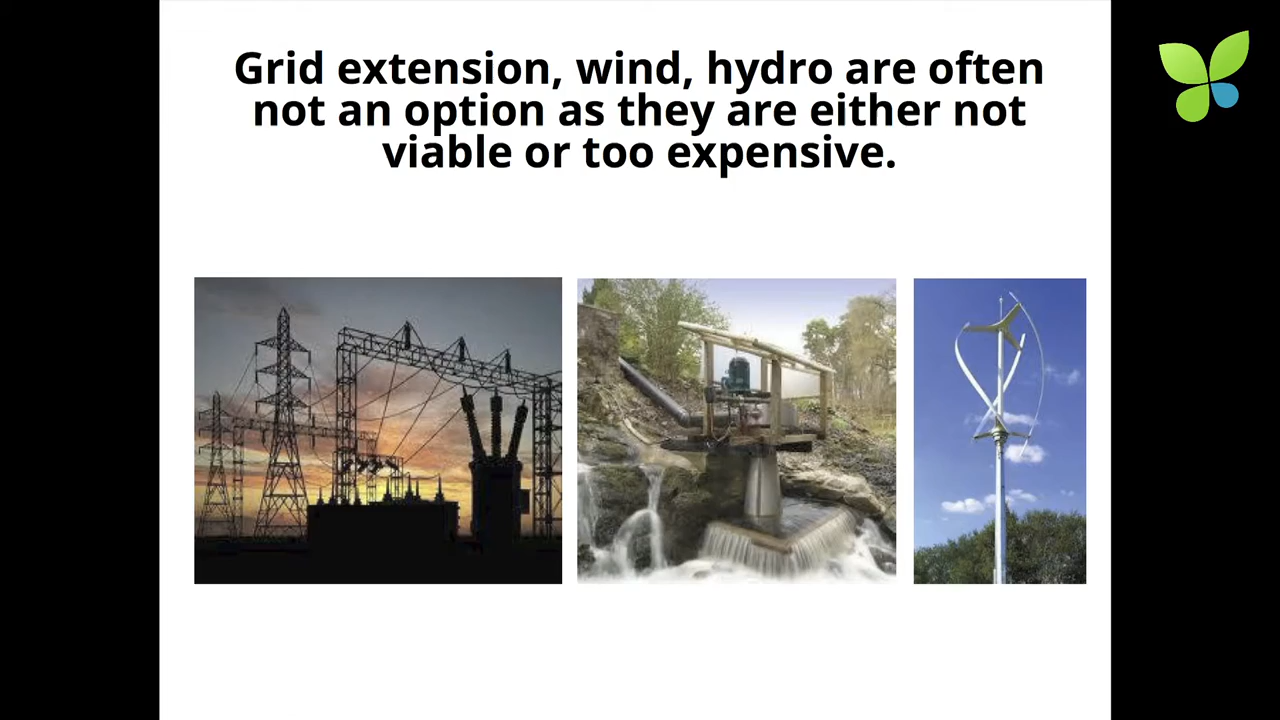 Grid extension, wind, hydro are often
not an option as they are either not
viable or too expensive.